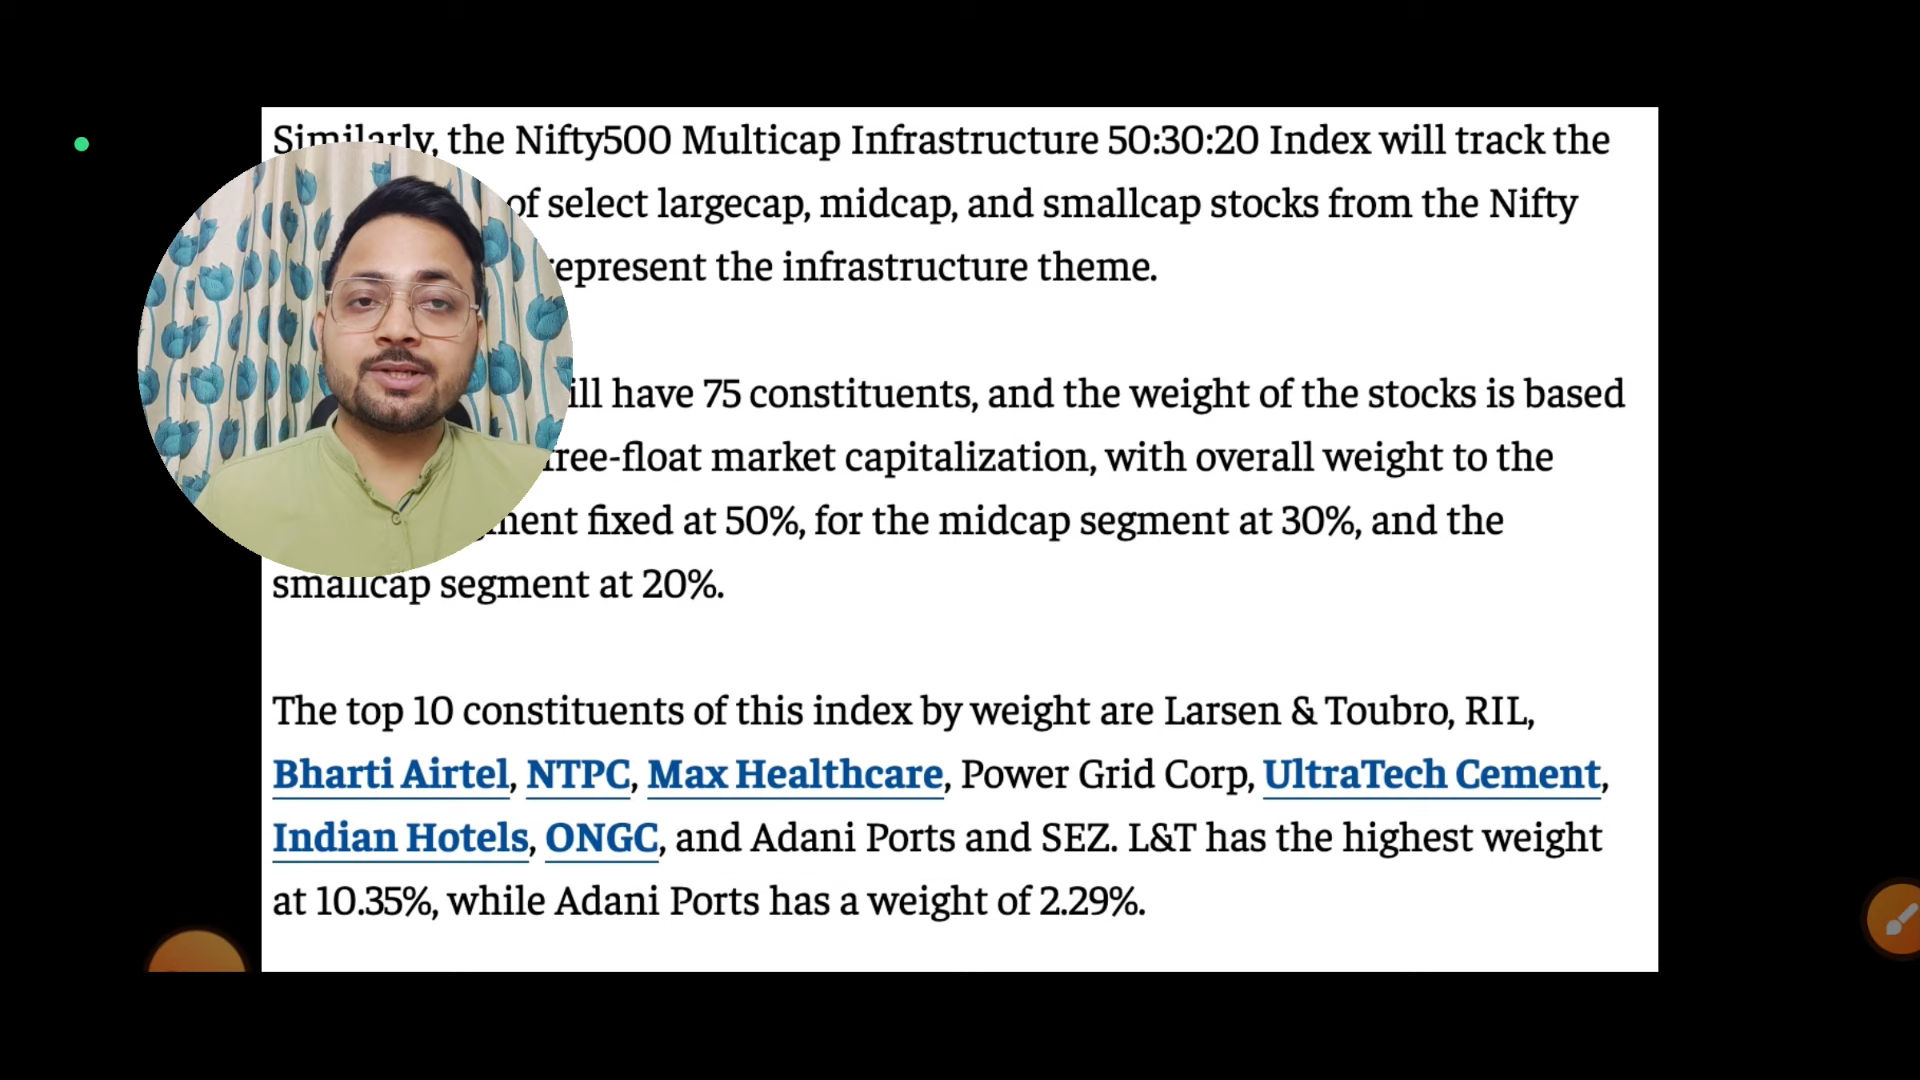 Similarly, the Nifty500 Multicap Infrastructure 50:30:20 Index will track the
of select largecap, midcap, and smallcap stocks from the Nifty
represent the infrastructure theme.
have 75 constituents, and the weight of the stocks is based
free-float market capitalization, with overall weight to the
fixed at 50%, for the midcap segment at 30%, and the
smallcap segment at 20%.
The top 10 constituents of this index by weight are Larsen & Toubro, RIL,
Bharti Airtel, NTPC, Max Healthcare, Power Grid Corp, UltraTech Cement,
Indian Hotels, ONGC, and Adani Ports and SEZ. L&T has the highest weight
at 10.35%, while Adani Ports has a weight of 2.29%.